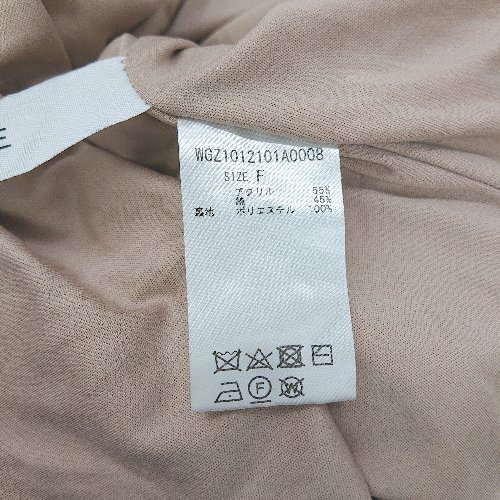 E
WGZ1012101A0008
SIZE F
アクリル 55%
綿 45%
裏地 ポリエステル 100%
F
W